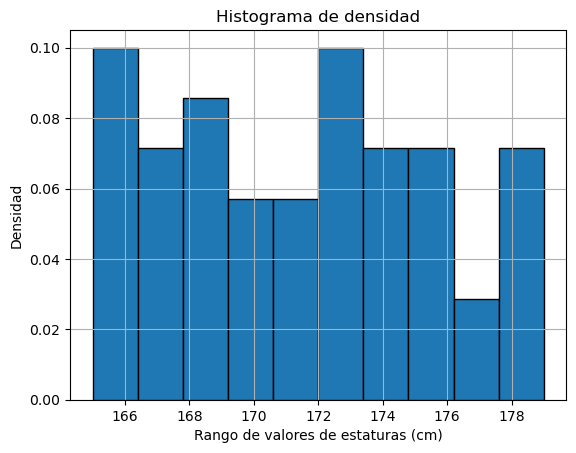 Histograma de densidad
Densidad
0.10
0.08
0.06
0.04
0.02
0.00
166 168 170 172 174 176 178
Rango de valores de estaturas (cm)